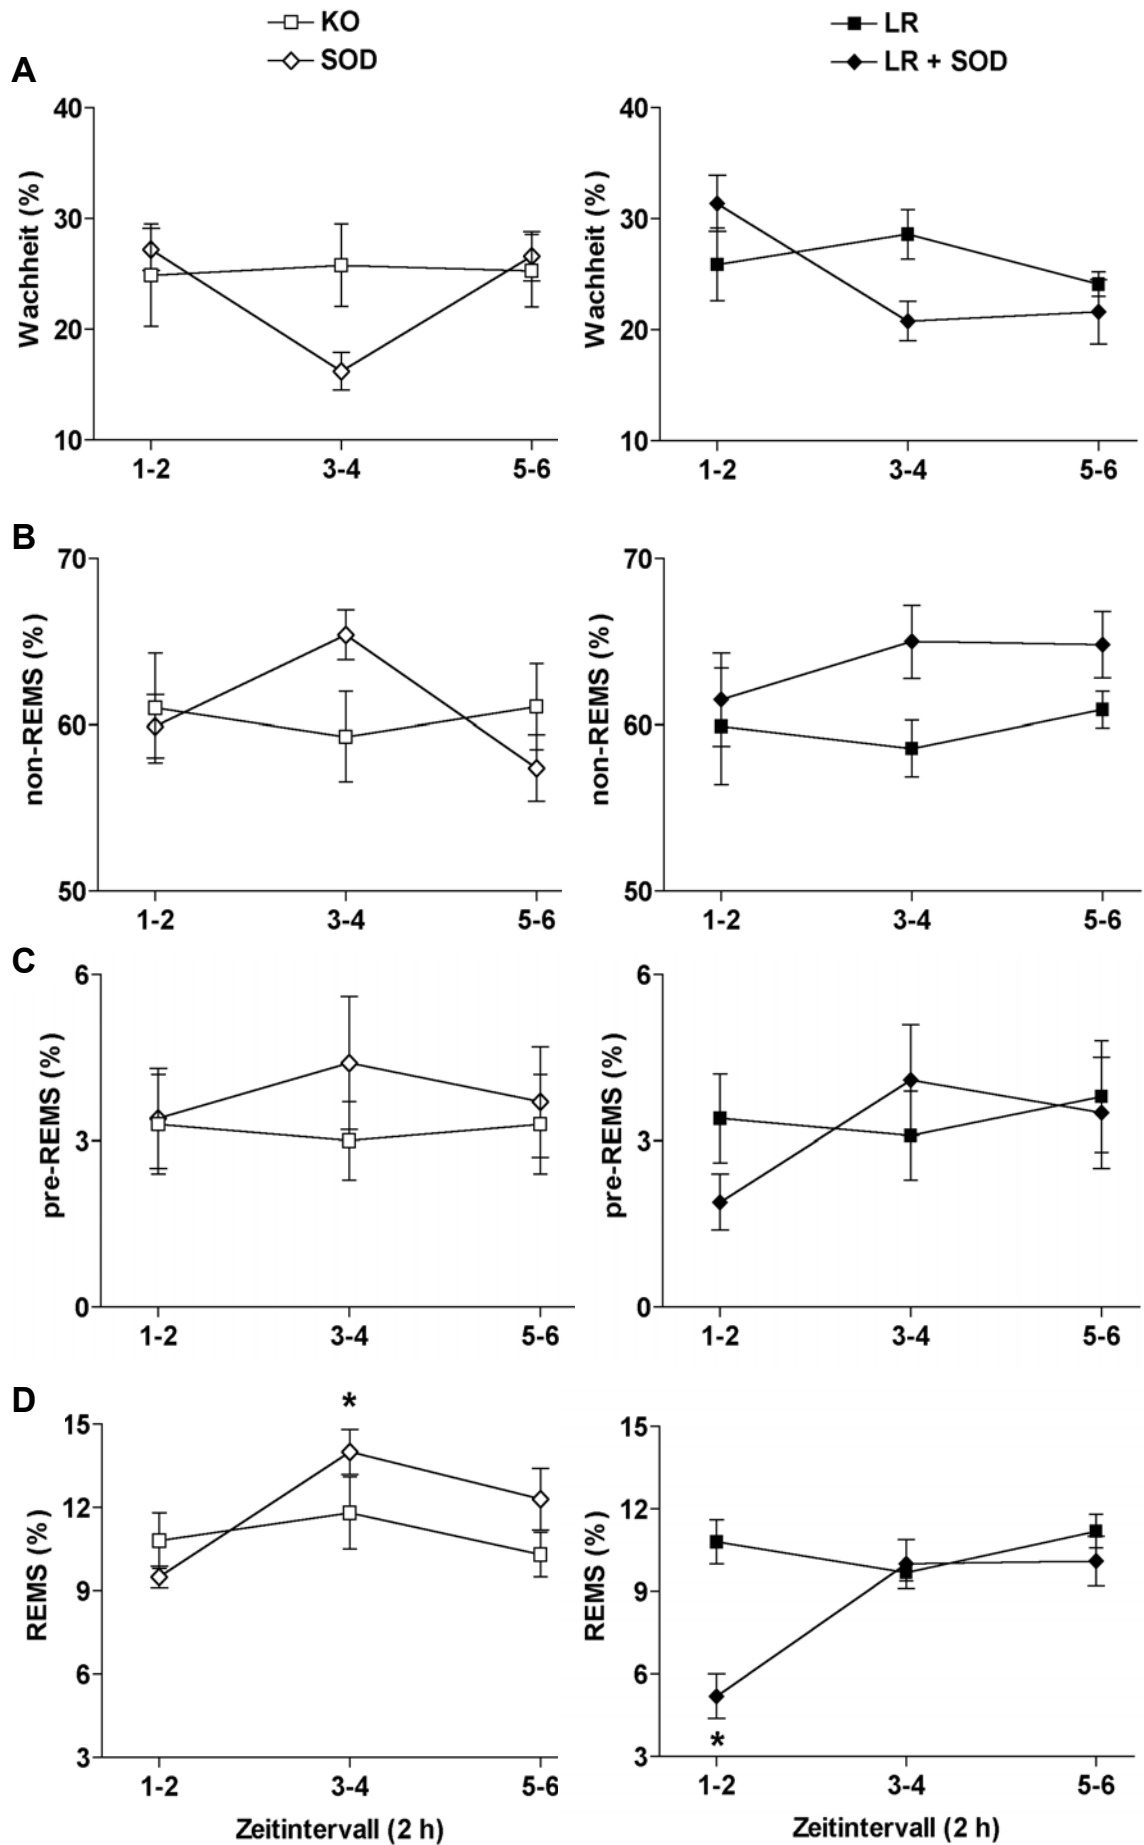 KO
SOD
LR
LR + SOD
A
40
30
20
10
Wachheit (%)
1-2 3-4 5-6
40
30
20
10
Wachheit (%)
1-2 3-4 5-6
B
70
60
50
non-REMS (%)
1-2 3-4 5-6
70
60
50
non-REMS (%)
1-2 3-4 5-6
C
6
3
0
pre-REMS (%)
1-2 3-4 5-6
6
3
0
pre-REMS (%)
1-2 3-4 5-6
D
*
15
12
9
6
3
REMS (%)
1-2 3-4 5-6
Zeitintervall (2 h)
15
12
9
6
3
REMS (%)
*
1-2 3-4 5-6
Zeitintervall (2 h)